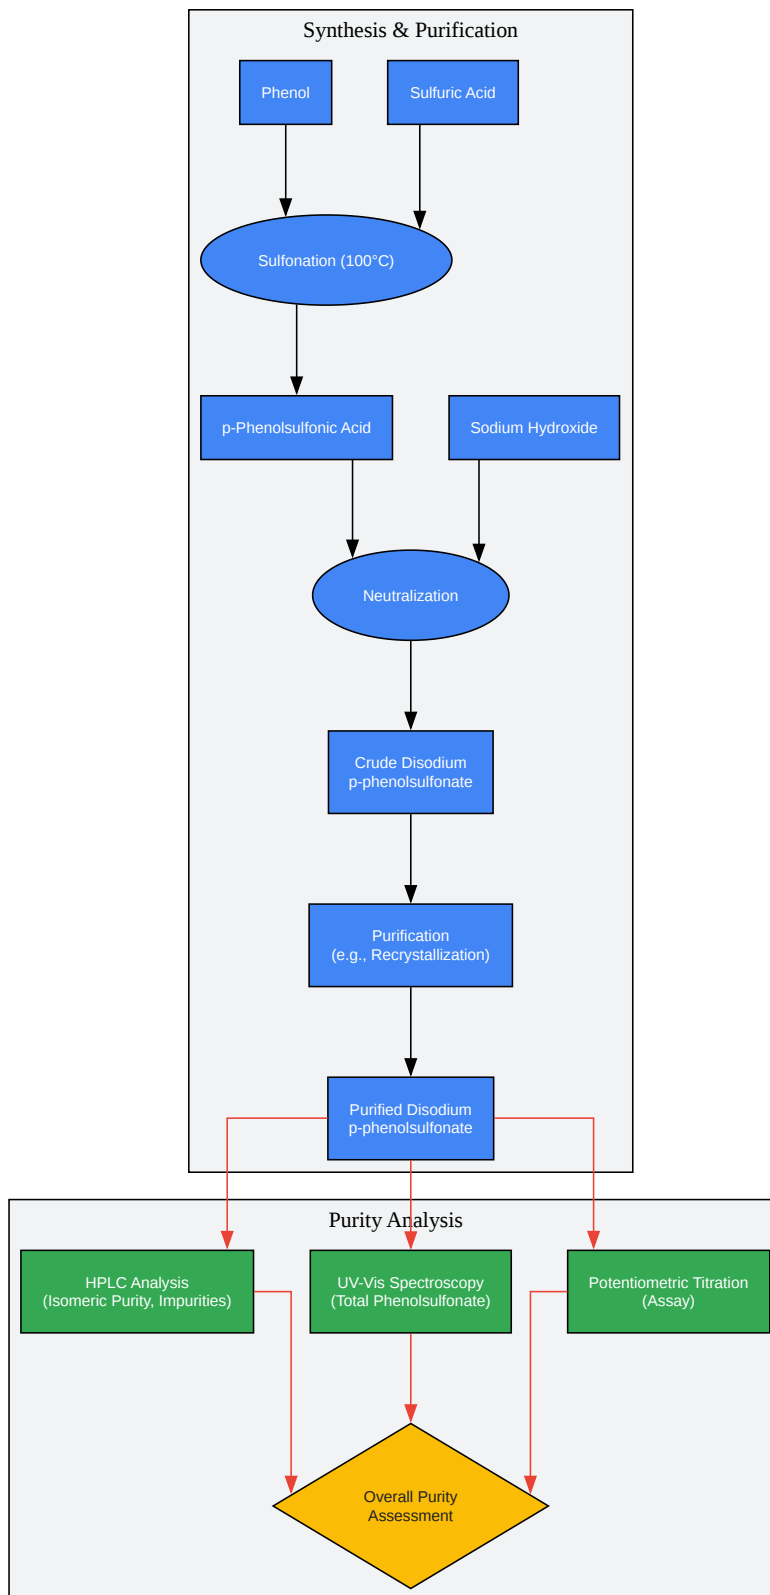 Synthesis & Purification
Phenol
Sulfuric Acid
Sulfonation (100°C)
p-Phenolsulfonic Acid
Sodium Hydroxide
Neutralization
Crude Disodium
p-phenolsulfonate
Purification
(e.g., Recrystallization)
Purified Disodium
p-phenolsulfonate
Purity Analysis
HPLC Analysis
(Isomeric Purity, Impurities)
UV-Vis Spectroscopy
(Total Phenolsulfonate)
Potentiometric Titration
(Assay)
Overall Purity
Assessment